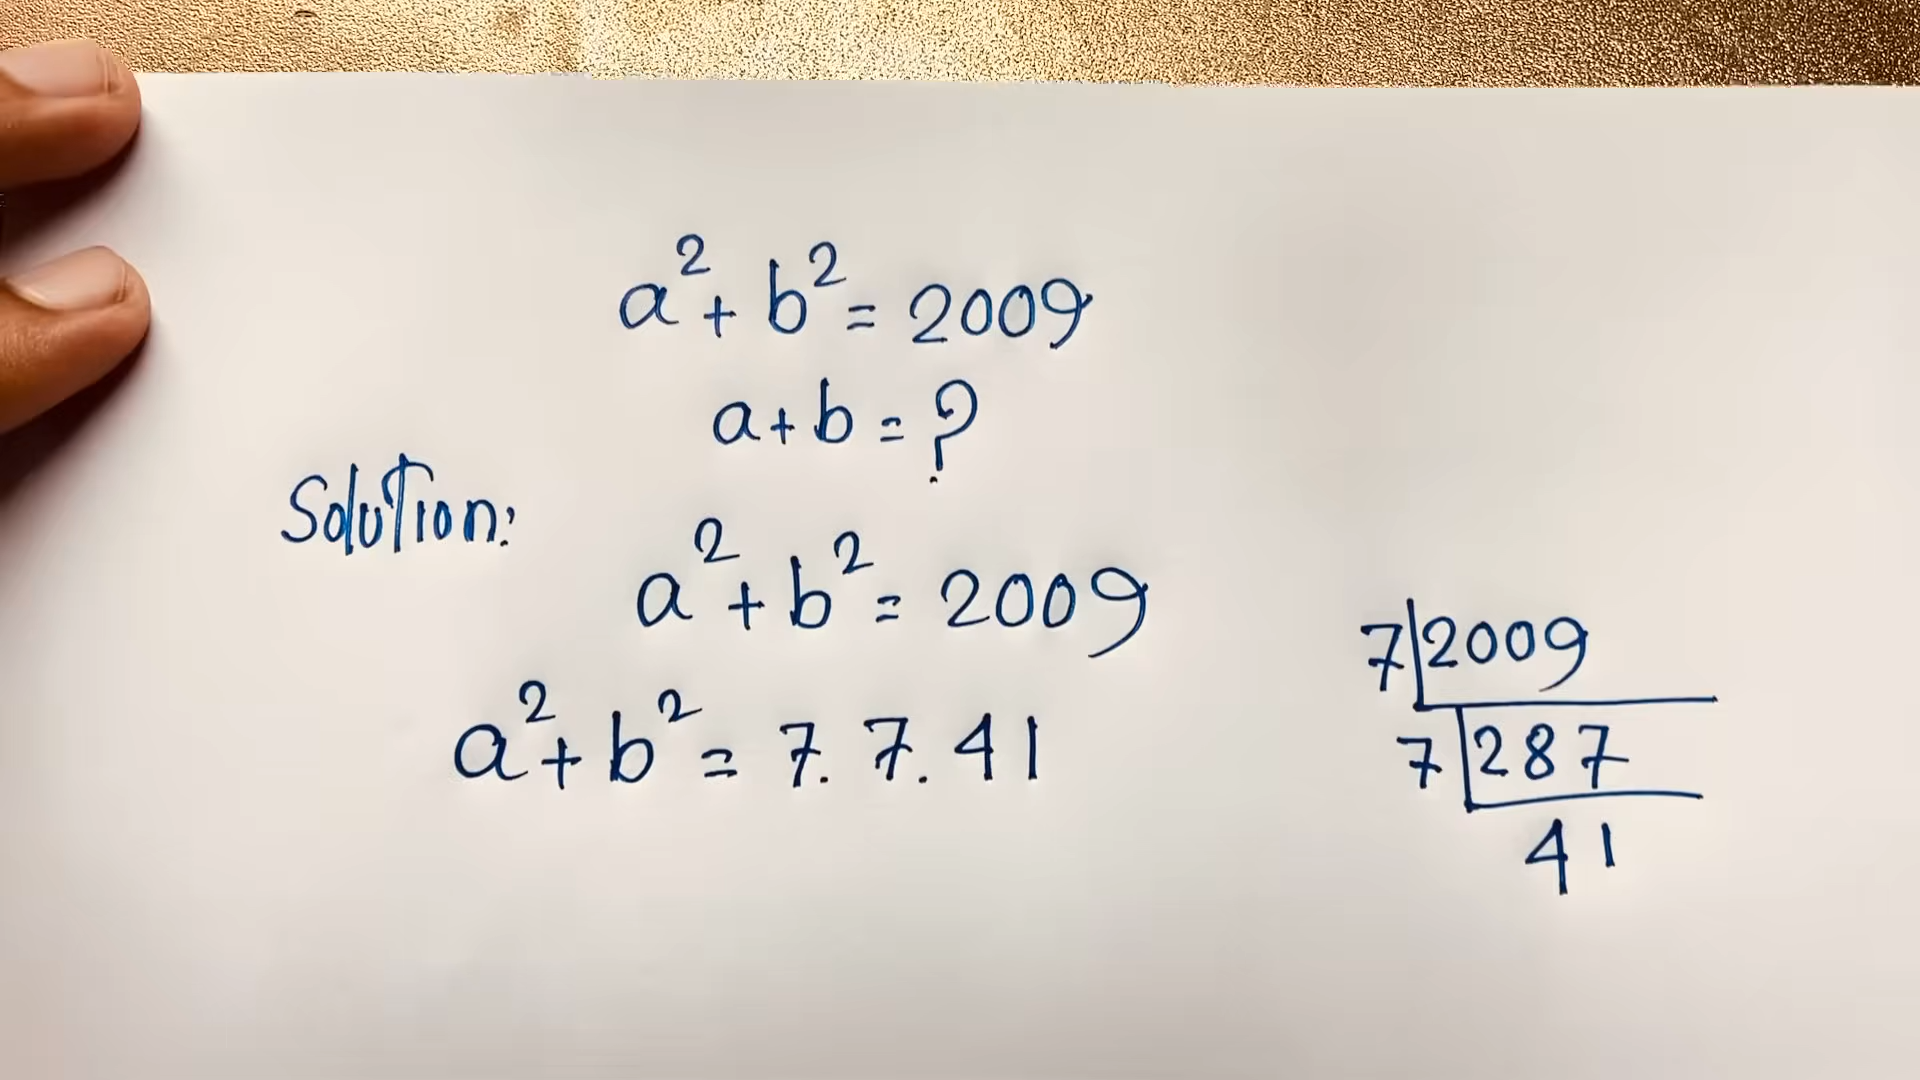 a² + b² = 2009
a + b = ?
Solution:
a² + b² = 2009
a² + b² = 7. 7. 41
7 2009
7 287
41